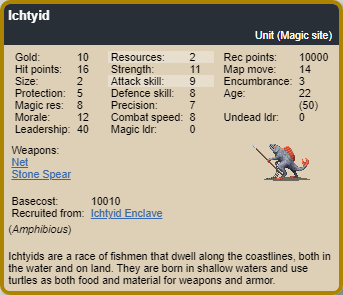 Ichtyid
Unit (Magic site)
Gold: 10 Resources: 2 Rec points: 10000
Hit points: 16 Strength: 11 Map move: 14
Size: 2 Attack skill: 9 Encumbrance: 3
Protection: 5 Defence skill: 8 Age: 22
Magic res: 8 Precision: 7 (50)
Morale: 12 Combat speed: 8 Undead ldr: 0
Leadership: 40 Magic ldr: 0
Weapons:
Net
Stone Spear
Basecost: 10010
Recruited from: Ichtyid Enclave
(Amphibious)
Ichtyids are a race of fishmen that dwell along the coastlines, both in
the water and on land. They are born in shallow waters and use
turtles as both food and material for weapons and armor.